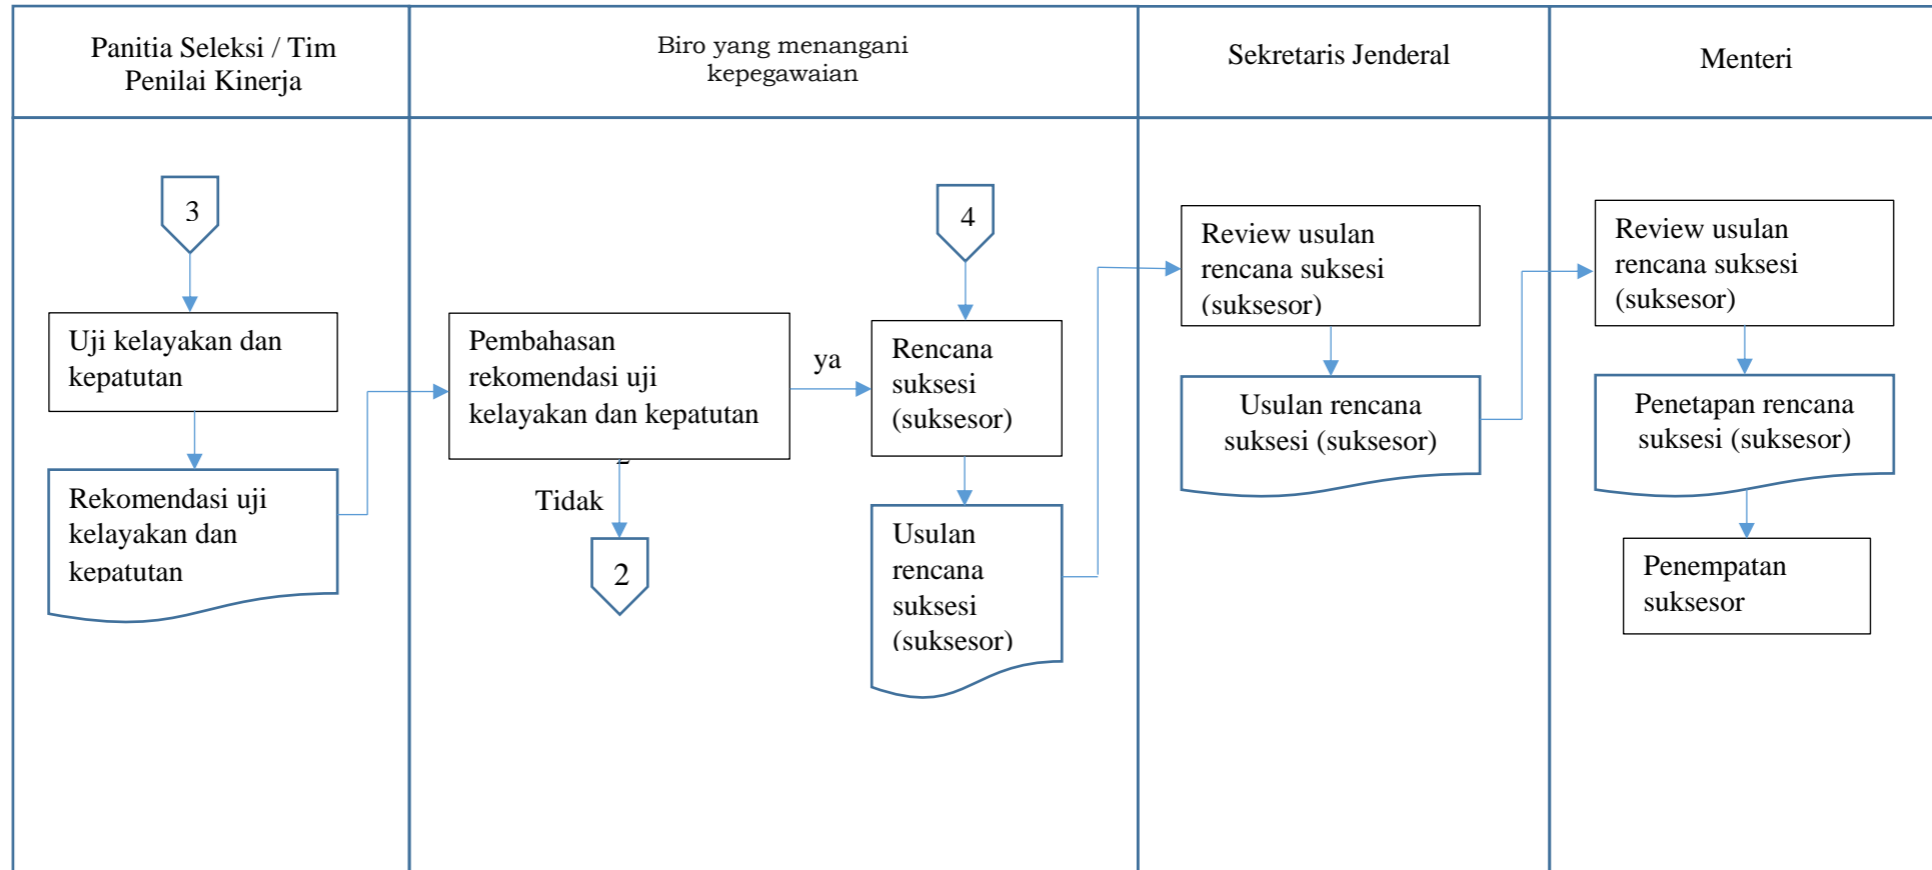 Panitia Seleksi / Tim
Penilai Kinerja
Biro yang menangani
kepegawaian
Sekretaris Jenderal
Menteri
3
Uji kelayakan dan
kepatutan
Rekomendasi uji
kelayakan dan
kepatutan
Pembahasan
rekomendasi uji
kelayakan dan kepatutan
ya
Tidak
2
4
Rencana
suksesi
(suksesor)
Usulan
rencana
suksesi
(suksesor)
Review usulan
rencana suksesi
(suksesor)
Usulan rencana
suksesi (suksesor)
Review usulan
rencana suksesi
(suksesor)
Penetapan rencana
suksesi (suksesor)
Penempatan
suksesor